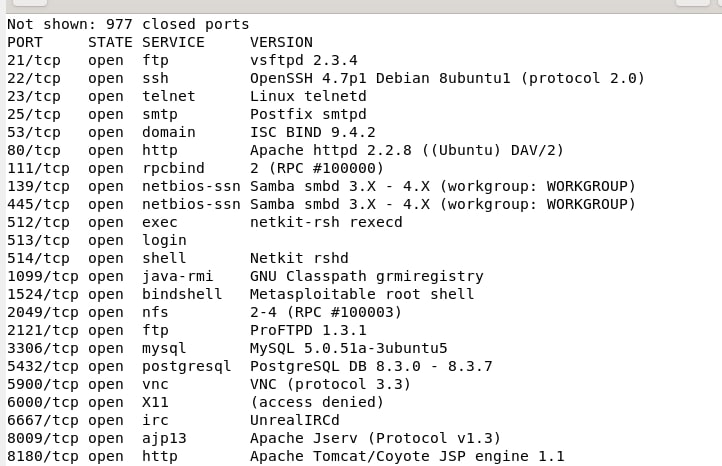 Not shown: 977 closed ports
PORT     STATE SERVICE     VERSION
21/tcp   open  ftp         vsftpd 2.3.4
22/tcp   open  ssh         OpenSSH 4.7p1 Debian 8ubuntu1 (protocol 2.0)
23/tcp   open  telnet      Linux telnetd
25/tcp   open  smtp        Postfix smtpd
53/tcp   open  domain      ISC BIND 9.4.2
80/tcp   open  http        Apache httpd 2.2.8 ((Ubuntu) DAV/2)
111/tcp  open  rpcbind     2 (RPC #100000)
139/tcp  open  netbios-ssn Samba smbd 3.X - 4.X (workgroup: WORKGROUP)
445/tcp  open  netbios-ssn Samba smbd 3.X - 4.X (workgroup: WORKGROUP)
512/tcp  open  exec        netkit-rsh rexecd
513/tcp  open  login
514/tcp  open  shell       Netkit rshd
1099/tcp open  java-rmi    GNU Classpath grmiregistry
1524/tcp open  bindshell   Metasploitable root shell
2049/tcp open  nfs         2-4 (RPC #100003)
2121/tcp open  ftp         ProFTPD 1.3.1
3306/tcp open  mysql       MySQL 5.0.51a-3ubuntu5
5432/tcp open  postgresql  PostgreSQL DB 8.3.0 - 8.3.7
5900/tcp open  vnc         VNC (protocol 3.3)
6000/tcp open  X11         (access denied)
6667/tcp open  irc         UnrealIRCd
8009/tcp open  ajp13       Apache Jserv (Protocol v1.3)
8180/tcp open  http        Apache Tomcat/Coyote JSP engine 1.1